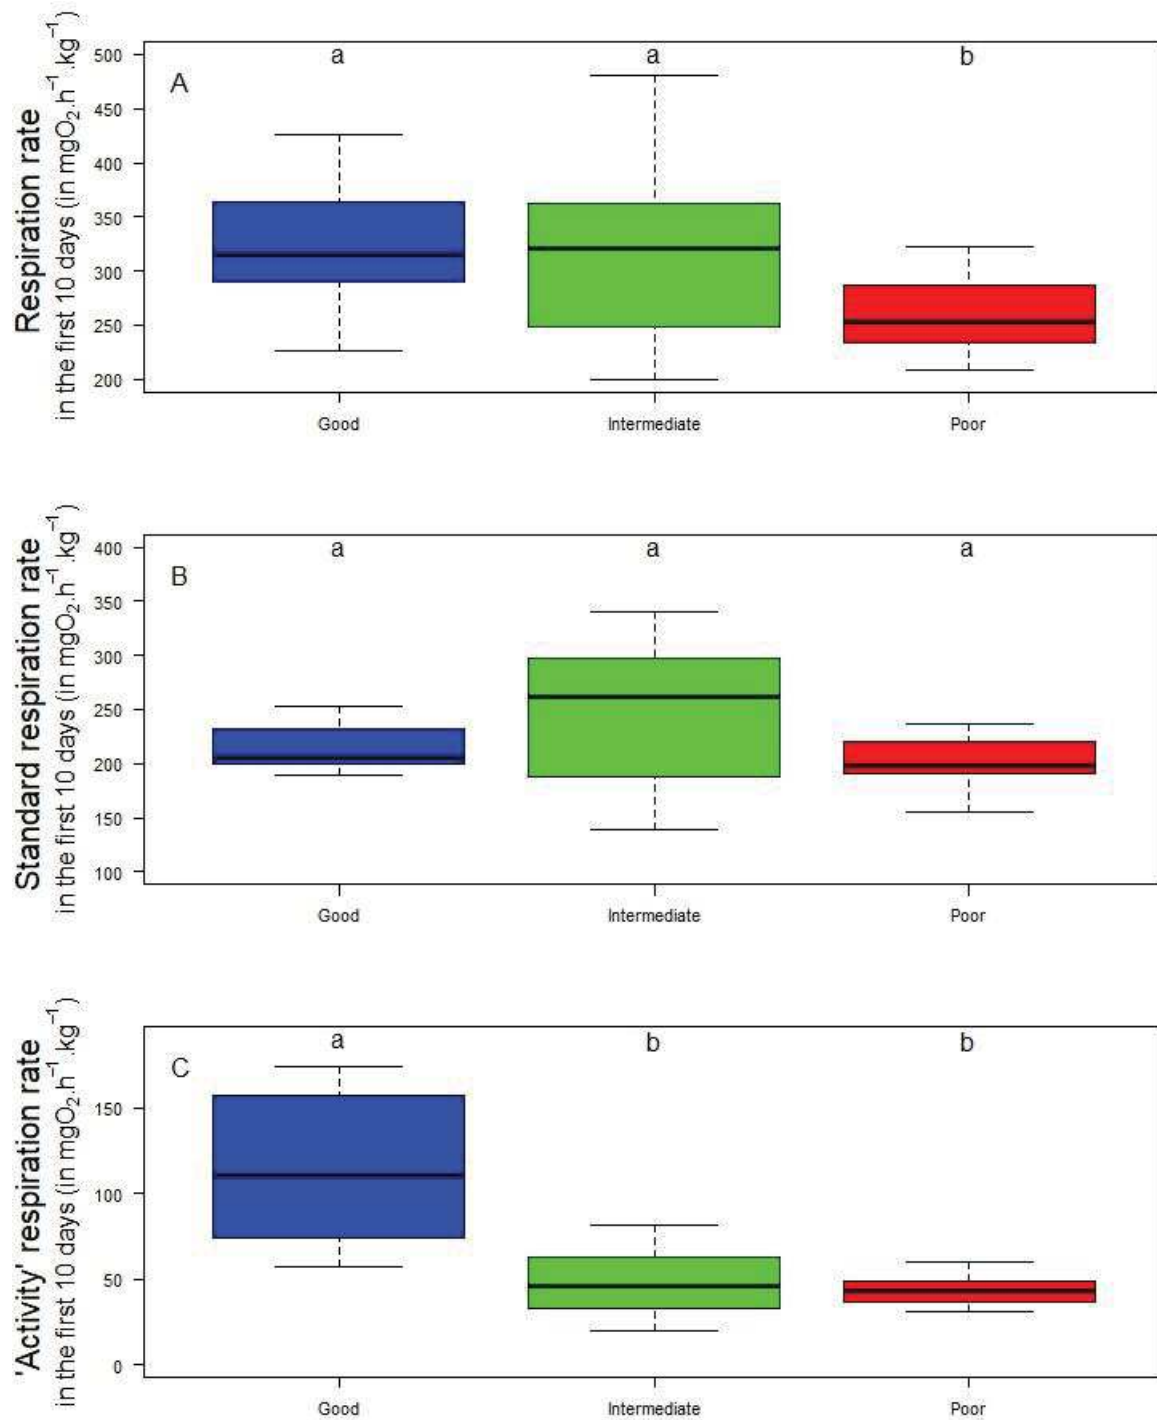 Respiration rate
in the first 10 days (in mgO₂.h⁻¹.kg⁻¹)
500
450
400
350
300
250
200
A
a
a
b
Good
Intermediate
Poor
Standard respiration rate
in the first 10 days (in mgO₂.h⁻¹.kg⁻¹)
400
350
300
250
200
150
100
B
a
a
a
Good
Intermediate
Poor
'Activity' respiration rate
in the first 10 days (in mgO₂.h⁻¹.kg⁻¹)
150
100
50
0
C
a
b
b
Good
Intermediate
Poor